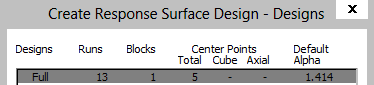 Create Response Surface Design - Designs x
Designs Runs Blocks Center Points Default
Total Cube Axial Alpha
Full 13 1 5 - - 1.414